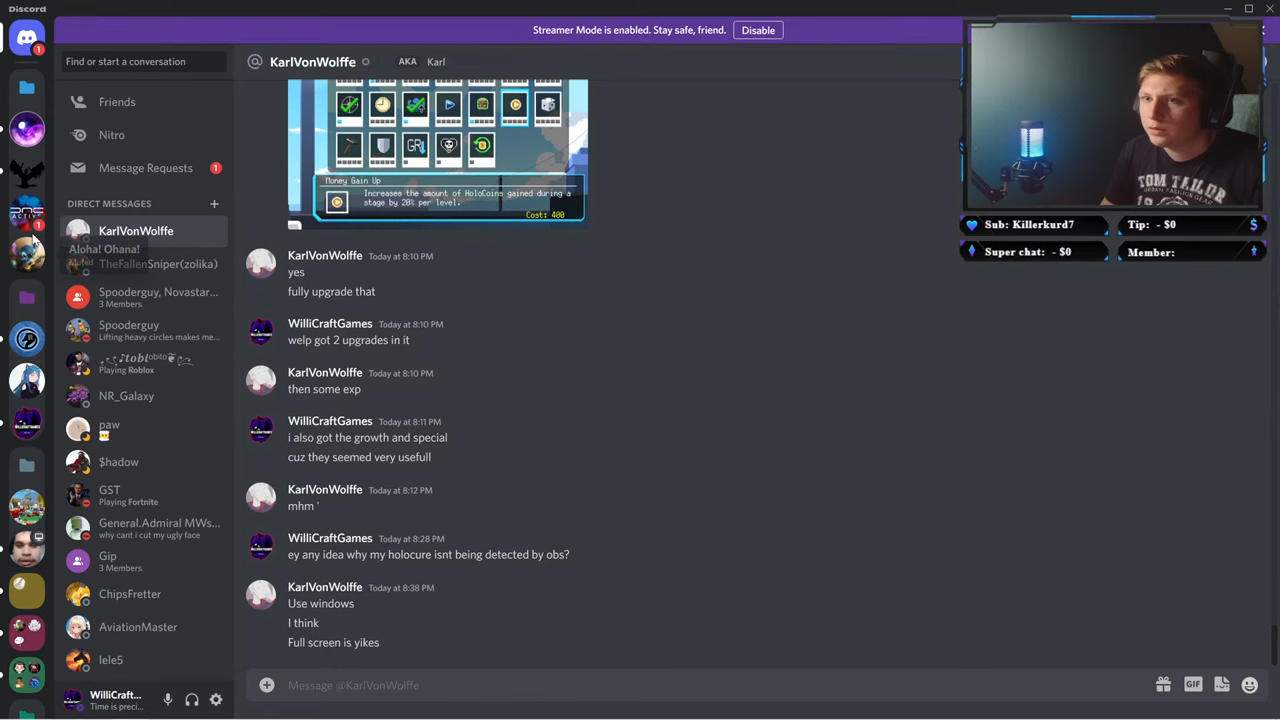 Discord
Streamer Mode is enabled. Stay safe, friend.
Disable
Find or start a conversation
@ KarlVonWolffe
AKA Karl
1
Friends
Nitro
Message Requests
1
DIRECT MESSAGES
+
KarlVonWolffe
Aloha! Ohana!
Muted
TheFallenSniper(zolika)
Spooderguy, Novastar...
3 Members
Spooderguy
Lifting heavy circles makes me...
Playing Roblox
NR_Galaxy
paw
$hadow
GST
Playing Fortnite
General.Admiral MWs...
why cant i cut my ugly face
Gip
3 Members
ChipsFretter
AviationMaster
lele5
WilliCraft...
Time is preci...
1
GR
Money Gain Up
Increases the amount of HoloCoins gained during a
stage by 20% per level.
Cost: 400
KarlVonWolffe Today at 8:10 PM
yes
fully upgrade that
WilliCraftGames Today at 8:10 PM
welp got 2 upgrades in it
KarlVonWolffe Today at 8:10 PM
then some exp
WilliCraftGames Today at 8:11 PM
i also got the growth and special
cuz they seemed very usefull
KarlVonWolffe Today at 8:12 PM
mhm '
WilliCraftGames Today at 8:28 PM
ey any idea why my holocure isnt being detected by obs?
KarlVonWolffe Today at 8:38 PM
Use windows
I think
Full screen is yikes
Message @KarlVonWolffe
GIF
TOM TAILOR
Sub: Killerkurd7
Tip: - $0
$
Super chat: - $0
Member: